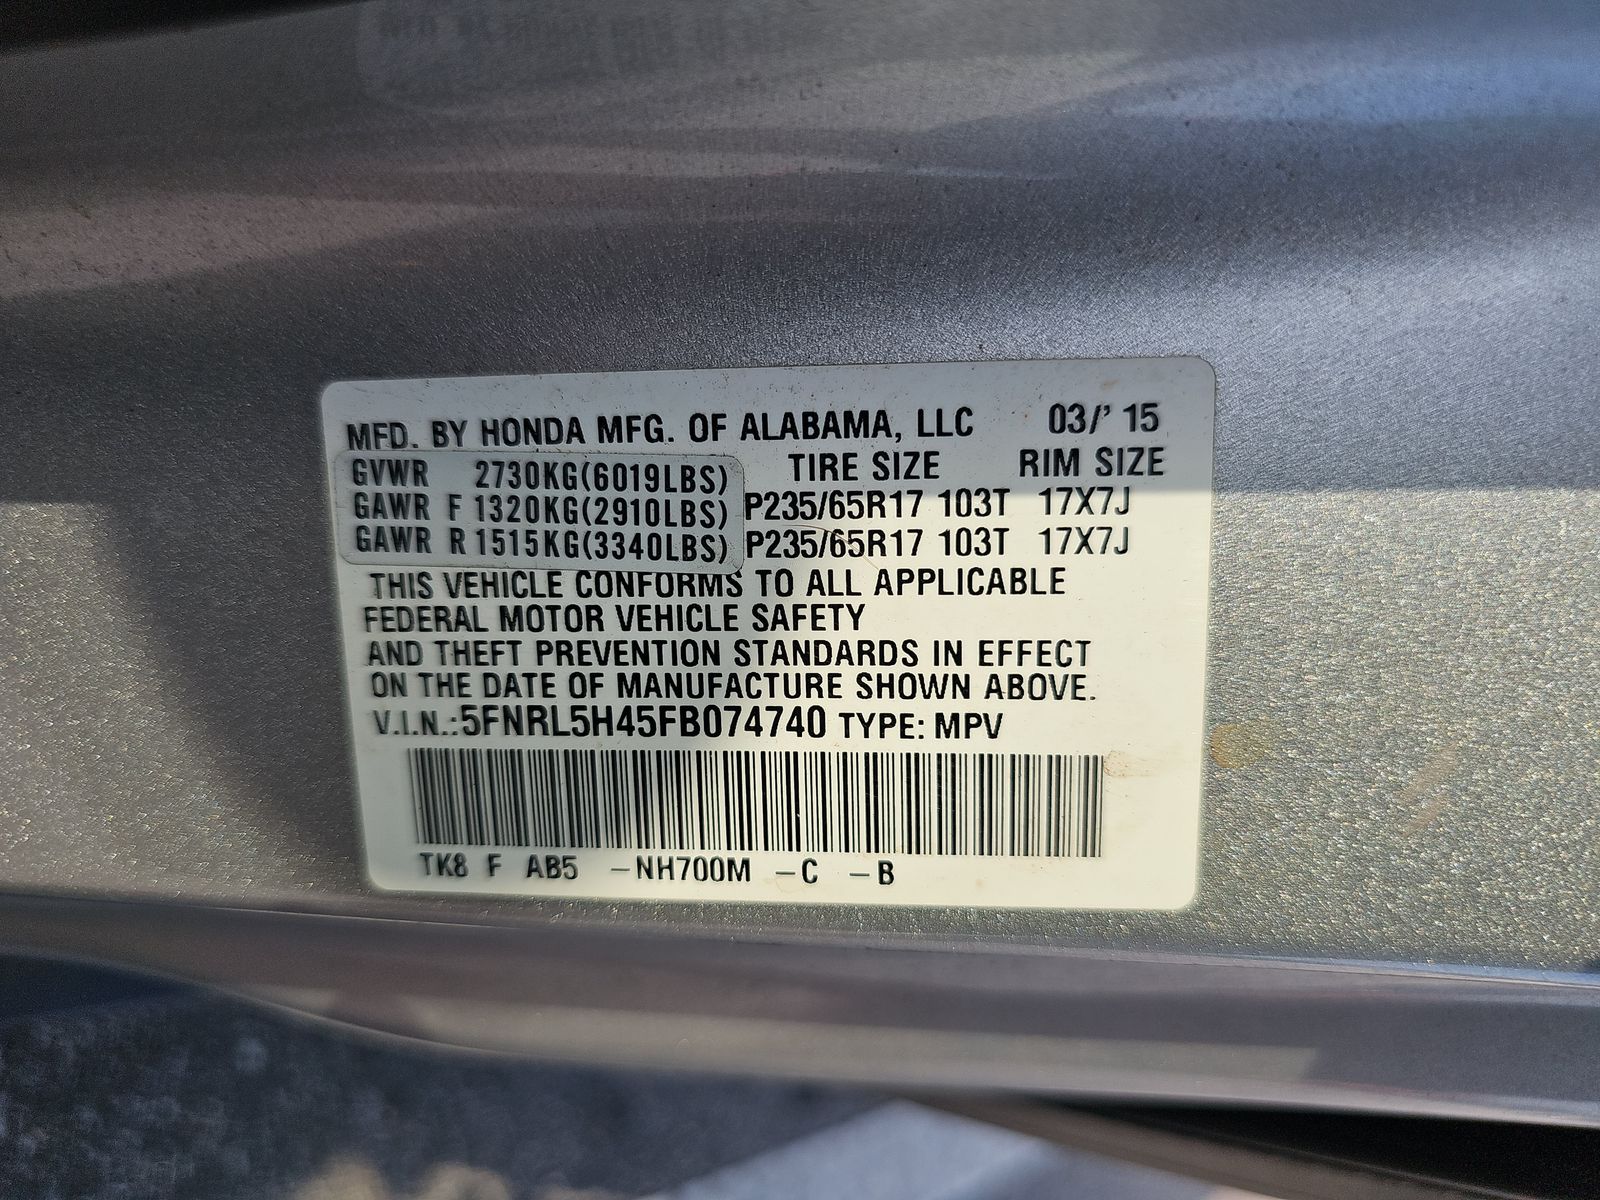 MFD. BY HONDA MFG. OF ALABAMA, LLC 03/' 15
GVWR 2730KG(6019LBS) TIRE SIZE RIM SIZE
GAWR F 1320KG(2910LBS) P235/65R17 103T 17X7J
GAWR R 1515KG(3340LBS) P235/65R17 103T 17X7J
THIS VEHICLE CONFORMS TO ALL APPLICABLE
FEDERAL MOTOR VEHICLE SAFETY
AND THEFT PREVENTION STANDARDS IN EFFECT
ON THE DATE OF MANUFACTURE SHOWN ABOVE.
V.I.N.:5FNRL5H45FB074740 TYPE: MPV
TK8 F AB5 –NH700M –C –B